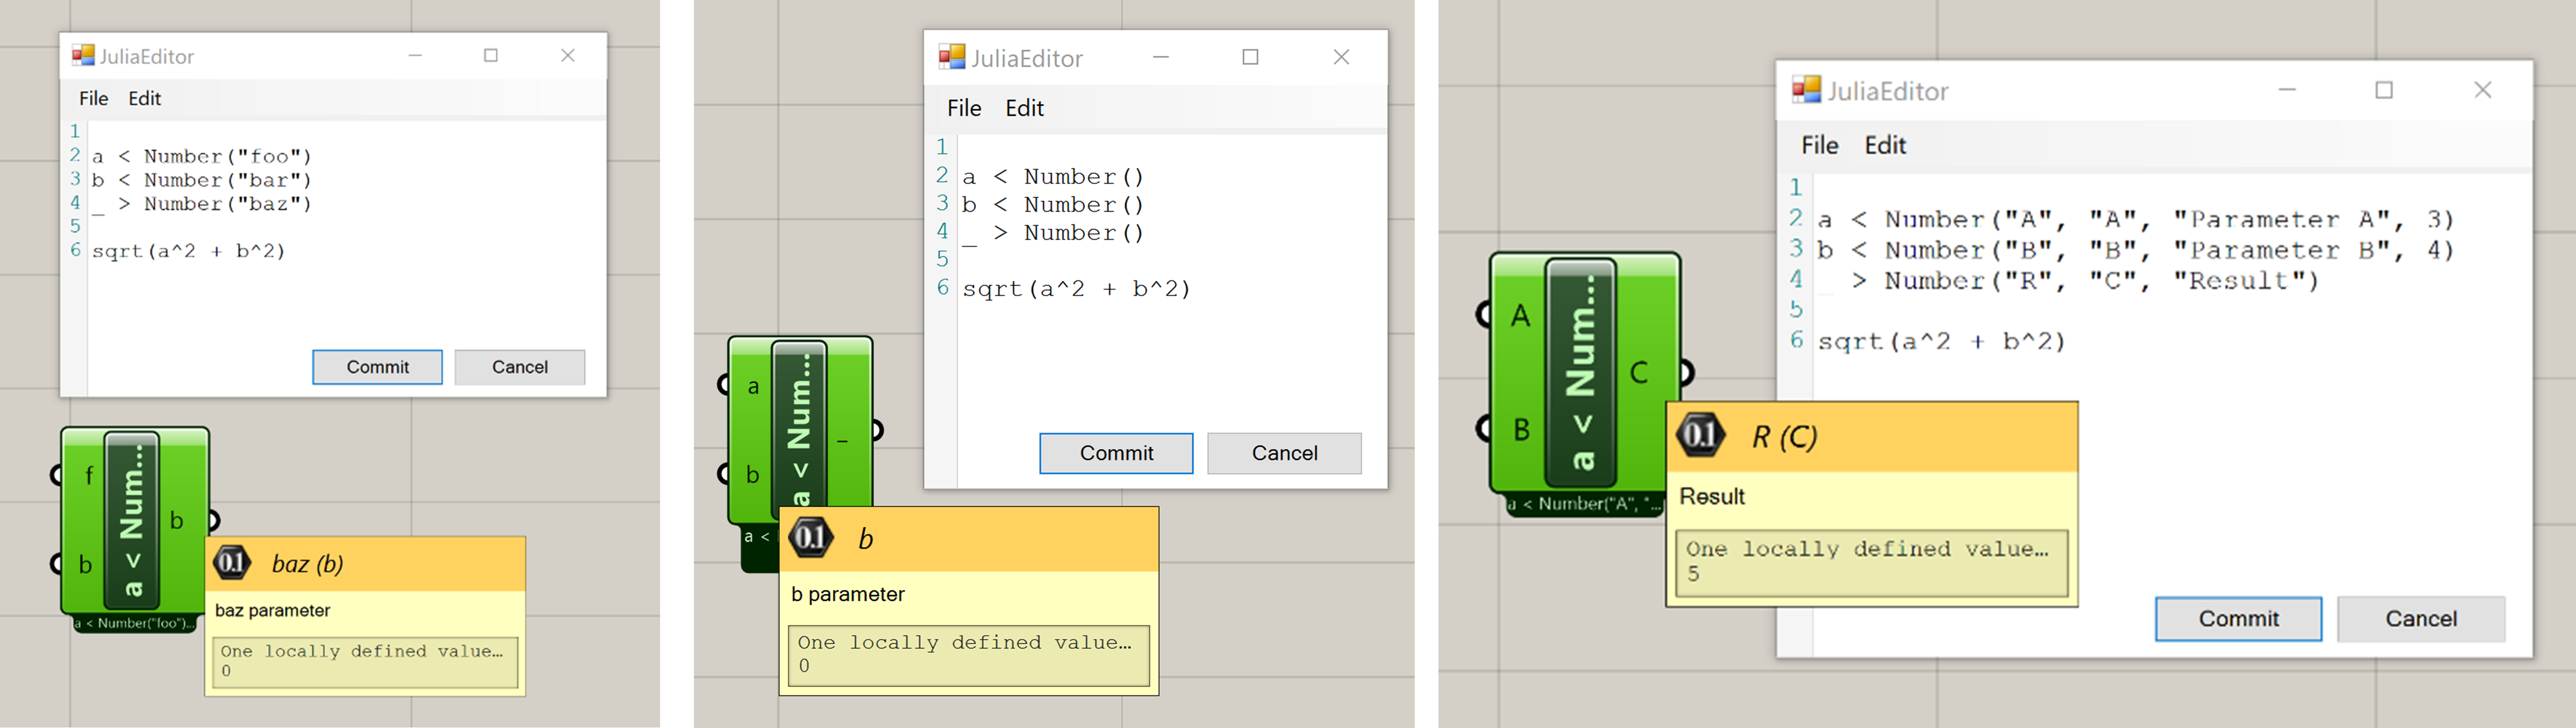 JuliaEditor
File Edit
1
2 a < Number("foo")
3 b < Number("bar")
4 _ > Number("baz")
5
6 sqrt(a^2 + b^2)
Commit Cancel
f
b
a < Num...
b
a < Number("foo")...
0.1 baz (b)
baz parameter
One locally defined value...
0
JuliaEditor
File Edit
1
2 a < Number()
3 b < Number()
4 _ > Number()
5
6 sqrt(a^2 + b^2)
Commit Cancel
a
b
a < Num...
_
a <
0.1 b
b parameter
One locally defined value...
0
JuliaEditor
File Edit
1
2 a < Number("A", "A", "Parameter A", 3)
3 b < Number("B", "B", "Parameter B", 4)
4 _ > Number("R", "C", "Result")
5
6 sqrt(a^2 + b^2)
Commit Cancel
A
B
a < Num...
C
a < Number("A", "...
0.1 R (C)
Result
One locally defined value...
5